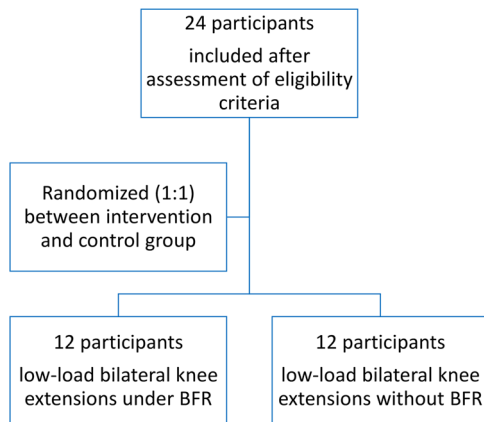 24 participants
included after
assessment of eligibility
criteria
Randomized (1:1)
between intervention
and control group
12 participants
low-load bilateral knee
extensions under BFR
12 participants
low-load bilateral knee
extensions without BFR